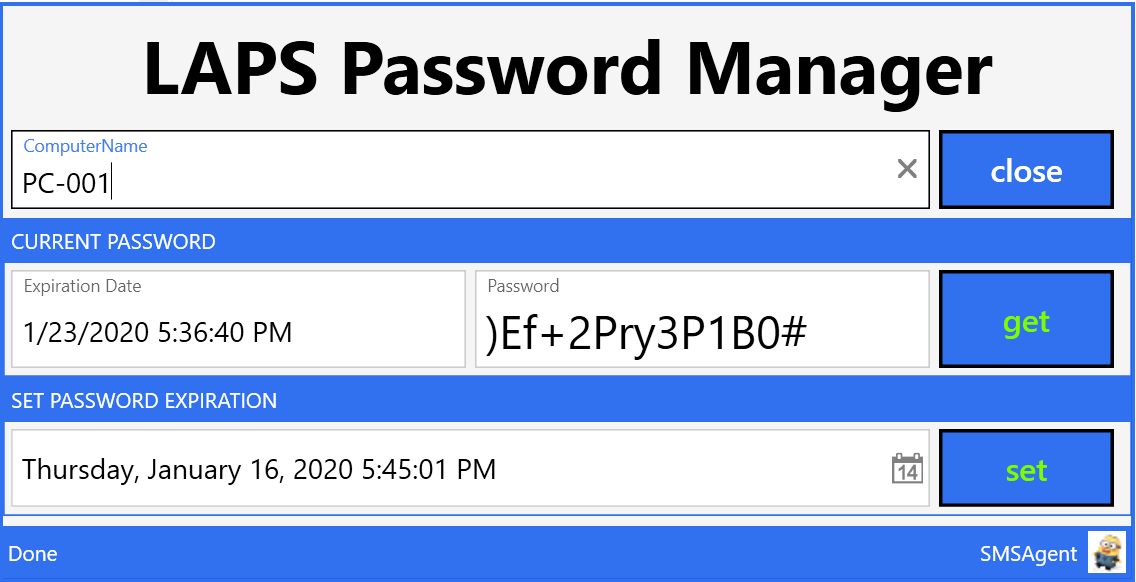 LAPS Password Manager
ComputerName
PC-001
close
CURRENT PASSWORD
Expiration Date
1/23/2020 5:36:40 PM
Password
)Ef+2Pry3P1B0#
get
SET PASSWORD EXPIRATION
Thursday, January 16, 2020 5:45:01 PM
14
set
Done
SMSAgent